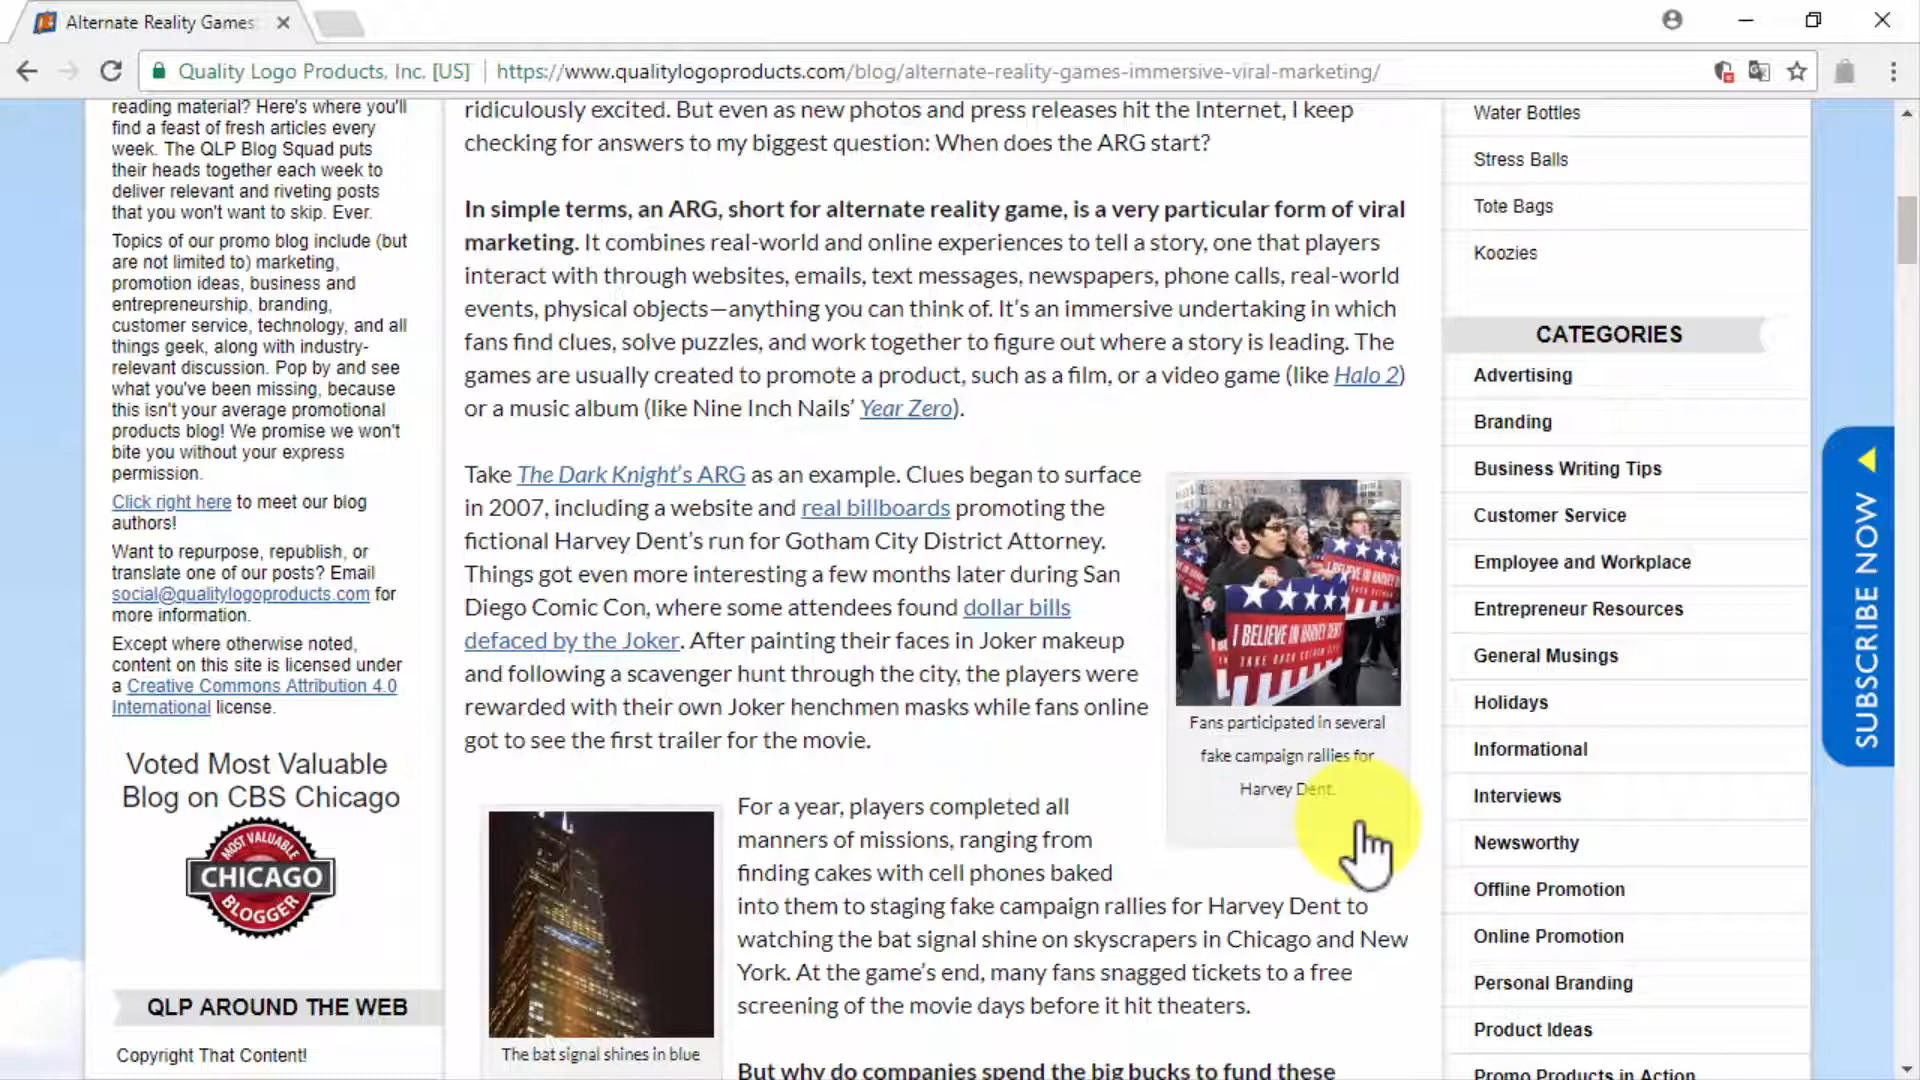 Alternate Reality Games
Quality Logo Products, Inc. [US]
https://www.qualitylogoproducts.com/blog/alternate-reality-games-immersive-viral-marketing/
reading material? Here's where you'll
find a feast of fresh articles every
week. The QLP Blog Squad puts
their heads together each week to
deliver relevant and riveting posts
that you won't want to skip. Ever.
Topics of our promo blog include (but
are not limited to) marketing,
promotion ideas, business and
entrepreneurship, branding,
customer service, technology, and all
things geek, along with industry-
relevant discussion. Pop by and see
what you've been missing, because
this isn't your average promotional
products blog! We promise we won't
bite you without your express
permission.
Click right here to meet our blog
authors!
Want to repurpose, republish, or
translate one of our posts? Email
social@qualitylogoproducts.com for
more information.
Except where otherwise noted,
content on this site is licensed under
a Creative Commons Attribution 4.0
International license.
Voted Most Valuable
Blog on CBS Chicago
MOST VALUABLE
CHICAGO
BLOGGER
QLP AROUND THE WEB
Copyright That Content!
ridiculously excited. But even as new photos and press releases hit the Internet, I keep
checking for answers to my biggest question: When does the ARG start?
In simple terms, an ARG, short for alternate reality game, is a very particular form of viral
marketing. It combines real-world and online experiences to tell a story, one that players
interact with through websites, emails, text messages, newspapers, phone calls, real-world
events, physical objects—anything you can think of. It's an immersive undertaking in which
fans find clues, solve puzzles, and work together to figure out where a story is leading. The
games are usually created to promote a product, such as a film, or a video game (like Halo 2)
or a music album (like Nine Inch Nails' Year Zero).
Take The Dark Knight's ARG as an example. Clues began to surface
in 2007, including a website and real billboards promoting the
fictional Harvey Dent's run for Gotham City District Attorney.
Things got even more interesting a few months later during San
Diego Comic Con, where some attendees found dollar bills
defaced by the Joker. After painting their faces in Joker makeup
and following a scavenger hunt through the city, the players were
rewarded with their own Joker henchmen masks while fans online
got to see the first trailer for the movie.
I BELIEVE IN HARVEY DENT
TAKE BACK GOTHAM CITY
Fans participated in several
fake campaign rallies for
Harvey Dent.
For a year, players completed all
manners of missions, ranging from
finding cakes with cell phones baked
into them to staging fake campaign rallies for Harvey Dent to
watching the bat signal shine on skyscrapers in Chicago and New
York. At the game's end, many fans snagged tickets to a free
screening of the movie days before it hit theaters.
The bat signal shines in blue
But why do companies spend the big bucks to fund these
Water Bottles
Stress Balls
Tote Bags
Koozies
CATEGORIES
Advertising
Branding
Business Writing Tips
Customer Service
Employee and Workplace
Entrepreneur Resources
General Musings
Holidays
Informational
Interviews
Newsworthy
Offline Promotion
Online Promotion
Personal Branding
Product Ideas
Promo Products in Action
SUBSCRIBE NOW